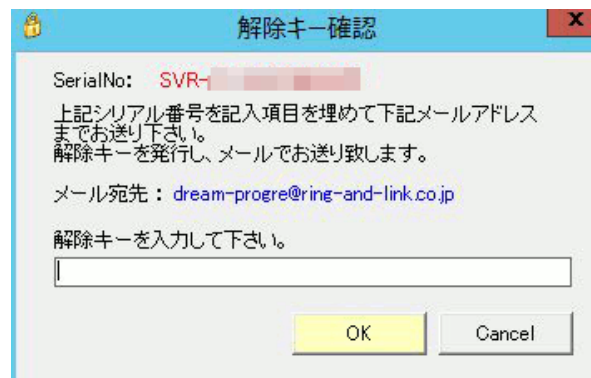 解除キー確認
x
SerialNo: SVR-
上記シリアル番号を記入項目を埋めて下記メールアドレス
までお送り下さい。
解除キーを発行し、メールでお送り致します。
メール宛先：dream-progre@ring-and-link.co.jp
解除キーを入力して下さい。
OK Cancel